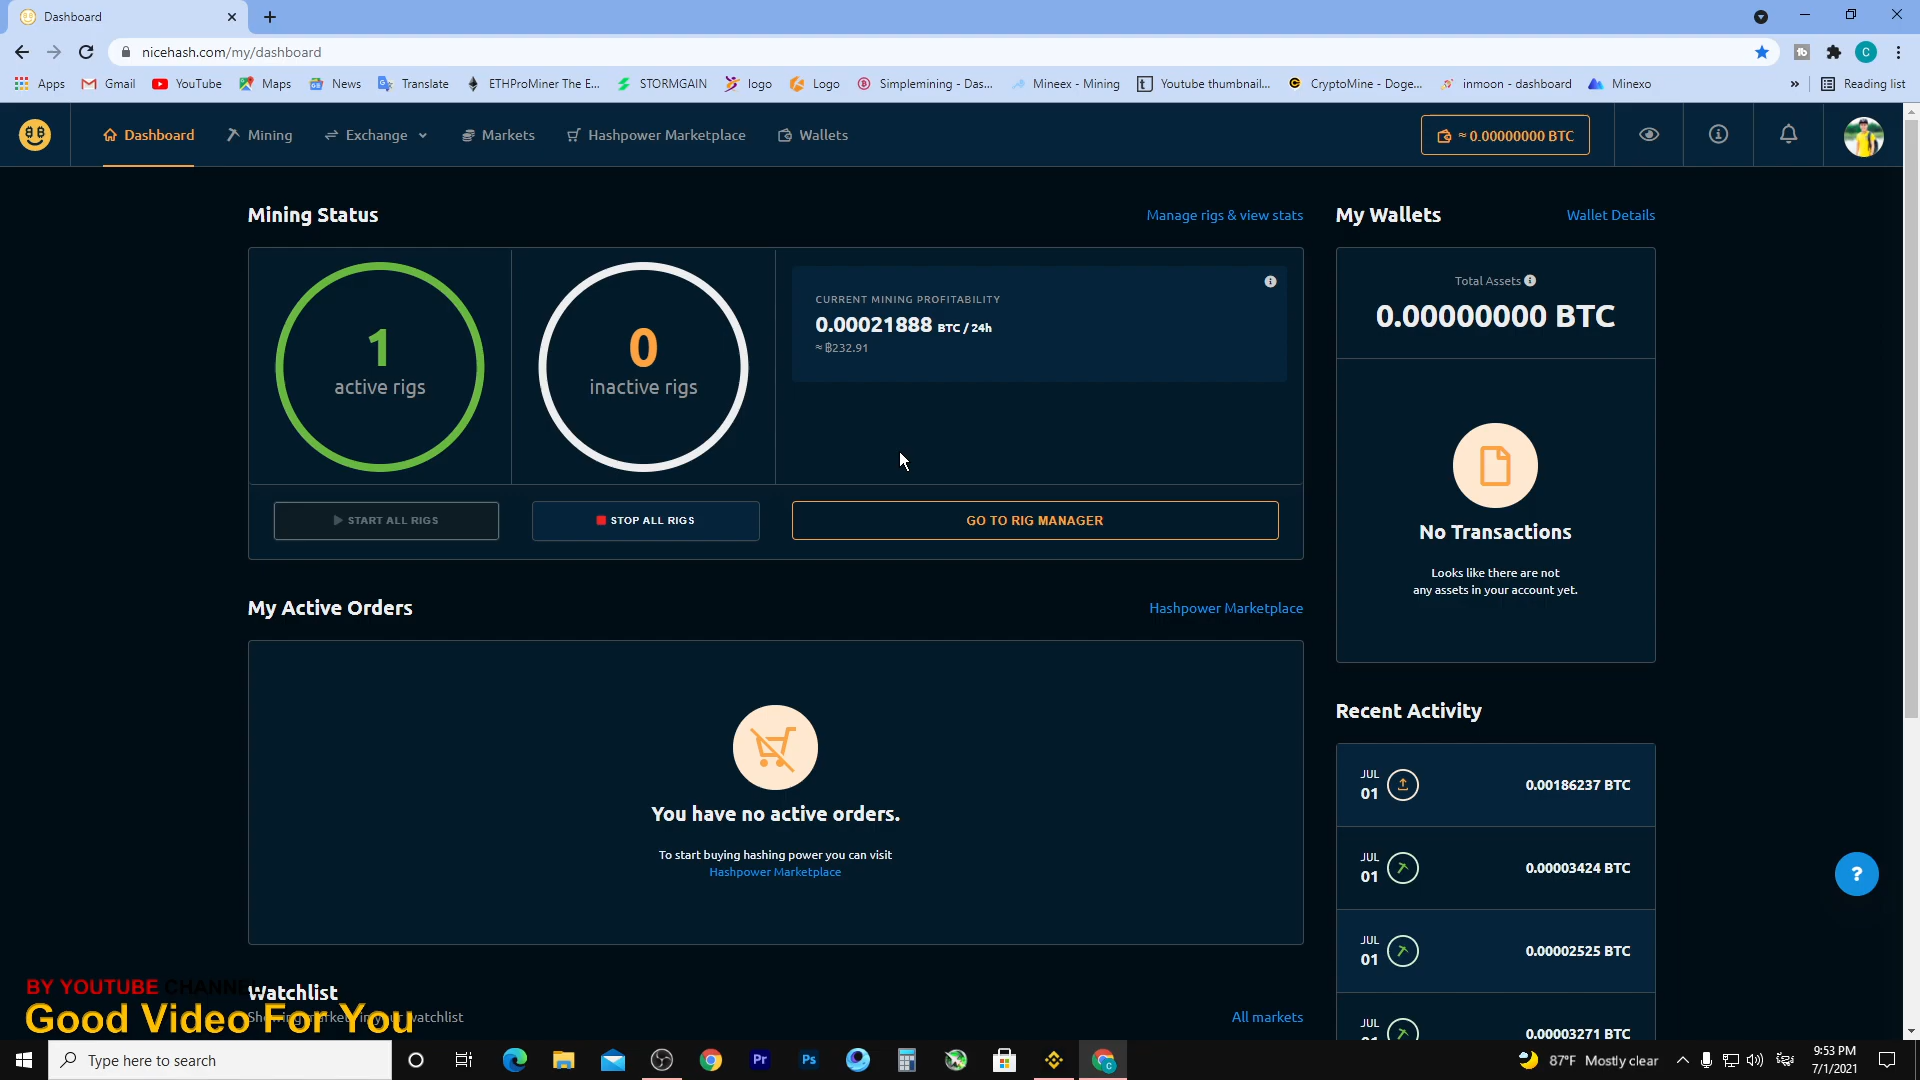 Dashboard
nicehash.com/my/dashboard
C
Apps
Gmail
YouTube
Maps
News
Translate
ETHProMiner The E...
STORMGAIN
logo
Logo
Simplemining - Das...
Mineex - Mining
Youtube thumbnail...
CryptoMine - Doge...
inmoon - dashboard
Minexo
»
Reading list
Dashboard
Mining
Exchange
Markets
Hashpower Marketplace
Wallets
≈ 0.00000000 BTC
Mining Status
Manage rigs & view stats
1
active rigs
0
inactive rigs
CURRENT MINING PROFITABILITY
0.00021888 BTC / 24h
≈ ฿232.91
START ALL RIGS
STOP ALL RIGS
GO TO RIG MANAGER
My Wallets
Wallet Details
Total Assets
0.00000000 BTC
No Transactions
Looks like there are not
any assets in your account yet.
My Active Orders
Hashpower Marketplace
You have no active orders.
To start buying hashing power you can visit
Hashpower Marketplace
Recent Activity
JUL
01
0.00186237 BTC
JUL
01
0.00003424 BTC
JUL
01
0.00002525 BTC
JUL
0.00003271 BTC
?
BY YOUTUBE CHANNEL
Good Video For You
Watchlist
watchlist
All markets
Type here to search
Pr
Ps
87°F Mostly clear
9:53 PM
7/1/2021